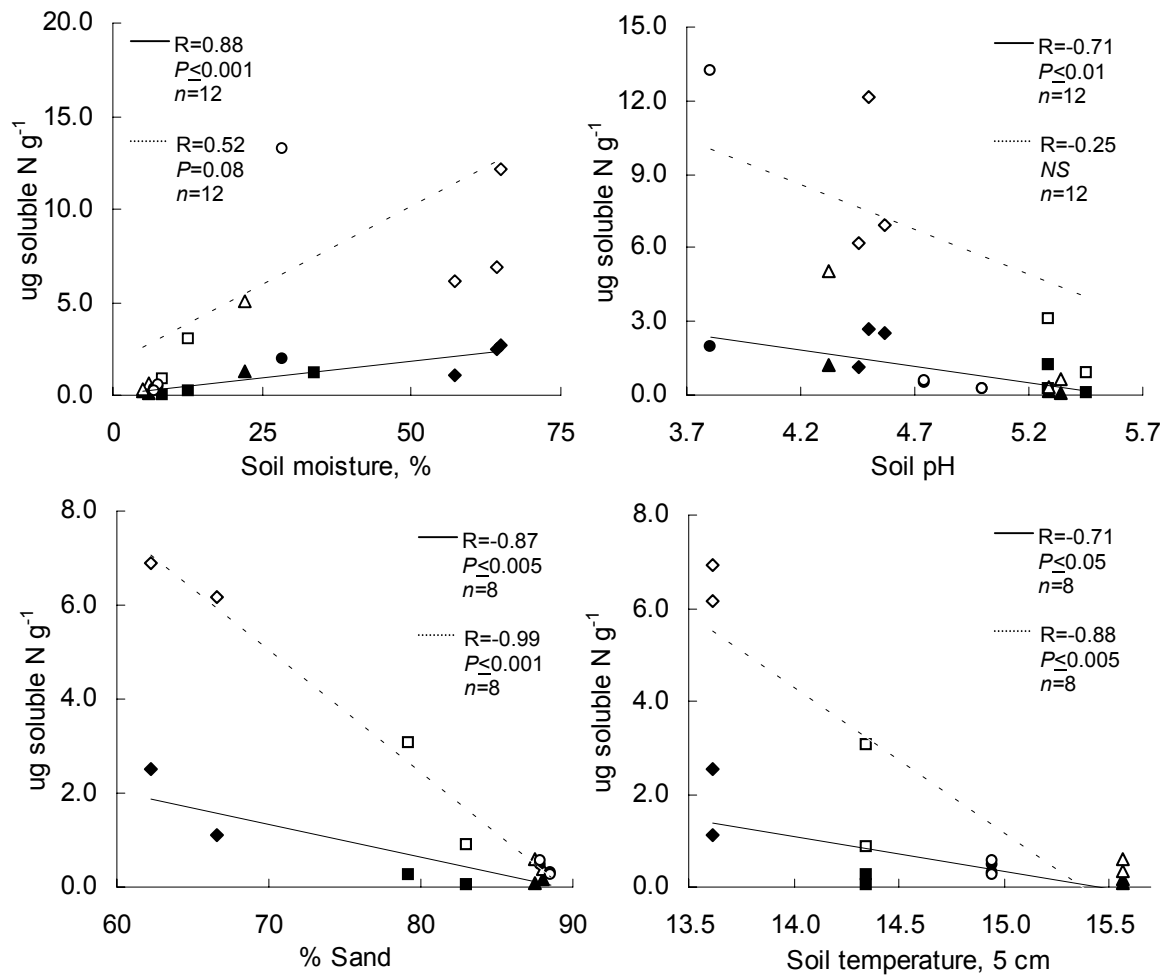 ug soluble N g-1
20.0
15.0
10.0
5.0
0.0
R=0.88
P≤0.001
n=12
R=0.52
P=0.08
n=12
0 25 50 75
Soil moisture, %
ug soluble N g-1
15.0
12.0
9.0
6.0
3.0
0.0
R=-0.71
P≤0.01
n=12
R=-0.25
NS
n=12
3.7 4.2 4.7 5.2 5.7
Soil pH
ug soluble N g-1
8.0
6.0
4.0
2.0
0.0
R=-0.87
P≤0.005
n=8
R=-0.99
P≤0.001
n=8
60 70 80 90
% Sand
ug soluble N g-1
8.0
6.0
4.0
2.0
0.0
R=-0.71
P≤0.05
n=8
R=-0.88
P≤0.005
n=8
13.5 14.0 14.5 15.0 15.5
Soil temperature, 5 cm